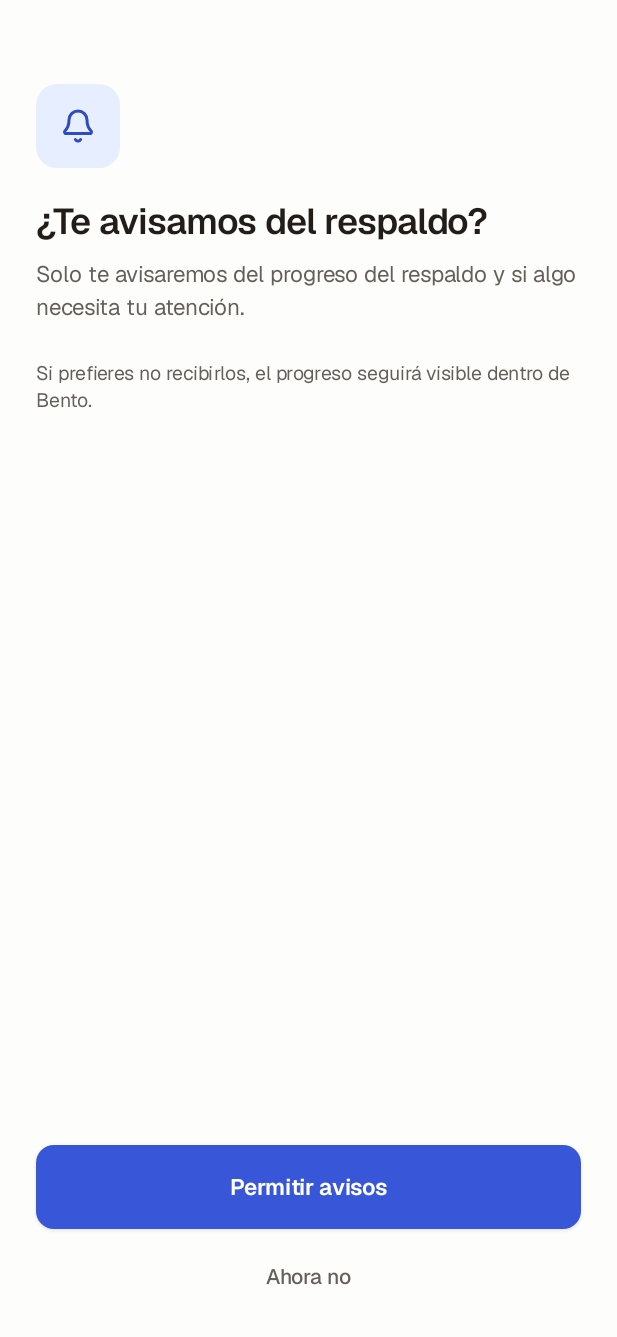 ¿Te avisamos del respaldo?
Solo te avisaremos del progreso del respaldo y si algo
necesita tu atención.
Si prefieres no recibirlos, el progreso seguirá visible dentro de
Bento.
Permitir avisos
Ahora no